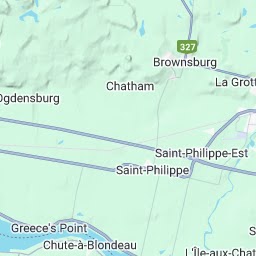 327
Brownsburg
Chatham
La Grott
Ogdensburg
Saint-Philippe-Est
Saint-Philippe
Greece's Point
Chute-à-Blondeau
S
L'Île-aux-Chat